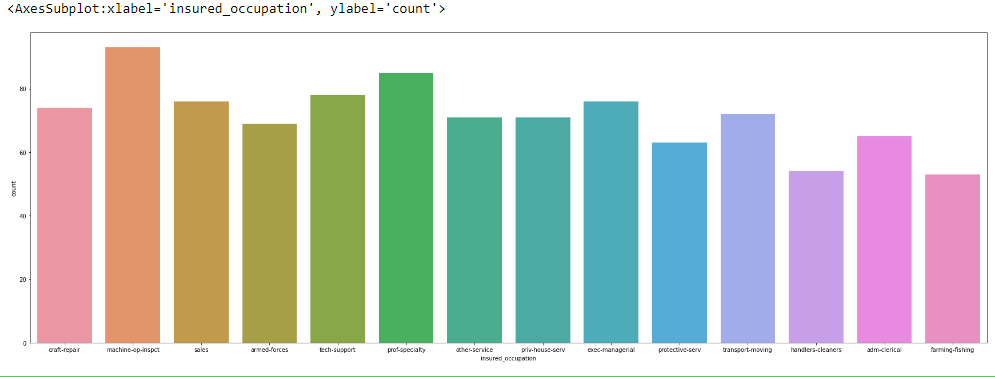 <AxesSubplot:xlabel='insured_occupation', ylabel='count'>
80
60
40
20
0
count
craft-repair machine-op-inspct sales armed-forces tech-support prof-specialty other-service priv-house-serv exec-managerial protective-serv transport-moving handlers-cleaners adm-clerical farming-fishing
insured_occupation